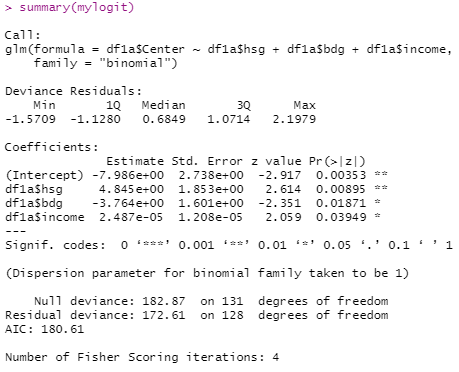 > summary(mylogit)
Call:
glm(formula = df1a$Center ~ df1a$hsg + df1a$bdg + df1a$income,
    family = "binomial")
Deviance Residuals:
    Min       1Q   Median       3Q      Max
-1.5709  -1.1280   0.6849   1.0714   2.1979
Coefficients:
              Estimate Std. Error z value Pr(>|z|)
(Intercept) -7.986e+00  2.738e+00  -2.917  0.00353 **
df1a$hsg     4.845e+00  1.853e+00   2.614  0.00895 **
df1a$bdg    -3.764e+00  1.601e+00  -2.351  0.01871 *
df1a$income  2.487e-05  1.208e-05   2.059  0.03949 *
---
Signif. codes:  0 ‘***’ 0.001 ‘**’ 0.01 ‘*’ 0.05 ‘.’ 0.1 ‘ ’ 1
(Dispersion parameter for binomial family taken to be 1)
    Null deviance: 182.87  on 131  degrees of freedom
Residual deviance: 172.61  on 128  degrees of freedom
AIC: 180.61
Number of Fisher Scoring iterations: 4